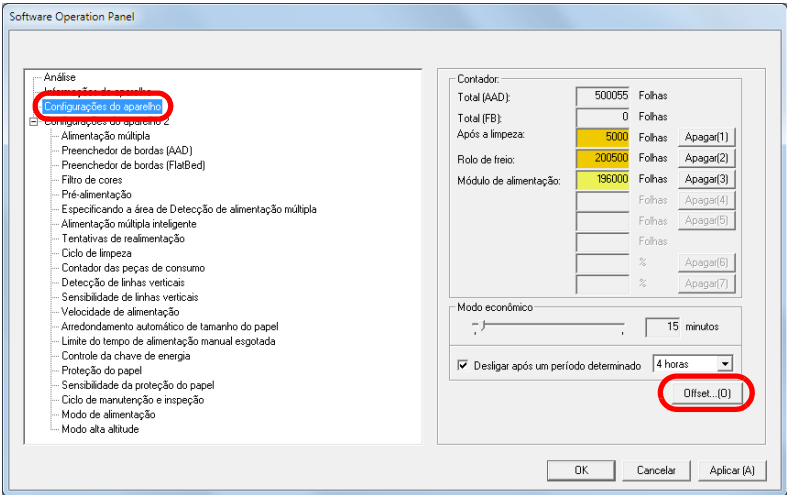 Software Operation Panel
Análise
Informações do aparelho
Configurações do aparelho
Configurações do aparelho 2
Alimentação múltipla
Preenchedor de bordas (AAD)
Preenchedor de bordas (FlatBed)
Filtro de cores
Pré-alimentação
Especificando a área de Detecção de alimentação múltipla
Alimentação múltipla inteligente
Tentativas de realimentação
Ciclo de limpeza
Contador das peças de consumo
Detecção de linhas verticais
Sensibilidade de linhas verticais
Velocidade de alimentação
Arredondamento automático de tamanho do papel
Limite do tempo de alimentação manual esgotada
Controle da chave de energia
Proteção do papel
Sensibilidade da proteção do papel
Ciclo de manutenção e inspeção
Modo de alimentação
Modo alta altitude
Contador:
Total (AAD): 500055 Folhas
Total (FB): 0 Folhas
Após a limpeza: 5000 Folhas Apagar(1)
Rolo de freio: 200500 Folhas Apagar(2)
Módulo de alimentação: 196000 Folhas Apagar(3)
Folhas Apagar(4)
Folhas Apagar(5)
Folhas
% Apagar(6)
% Apagar(7)
Modo econômico
15 minutos
Desligar após um período determinado 4 horas
Offset...(O)
OK Cancelar Aplicar (A)